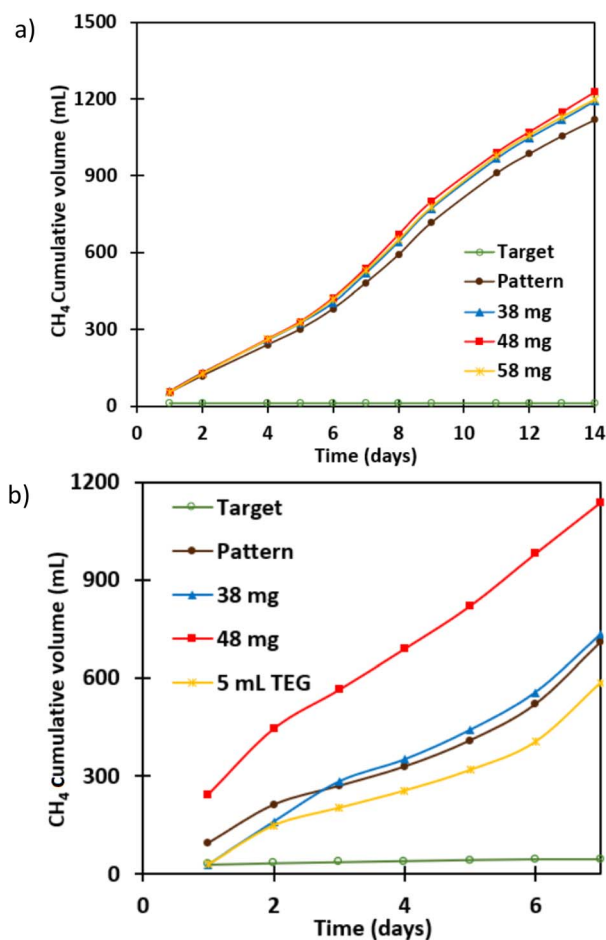 a)
CH4 Cumulative volume (mL)
1500
1200
900
600
300
0
Target
Pattern
38 mg
48 mg
58 mg
0 2 4 6 8 10 12 14
Time (days)
b)
CH4 cumulative volume (mL)
1200
900
600
300
0
Target
Pattern
38 mg
48 mg
5 mL TEG
0 2 4 6
Time (days)